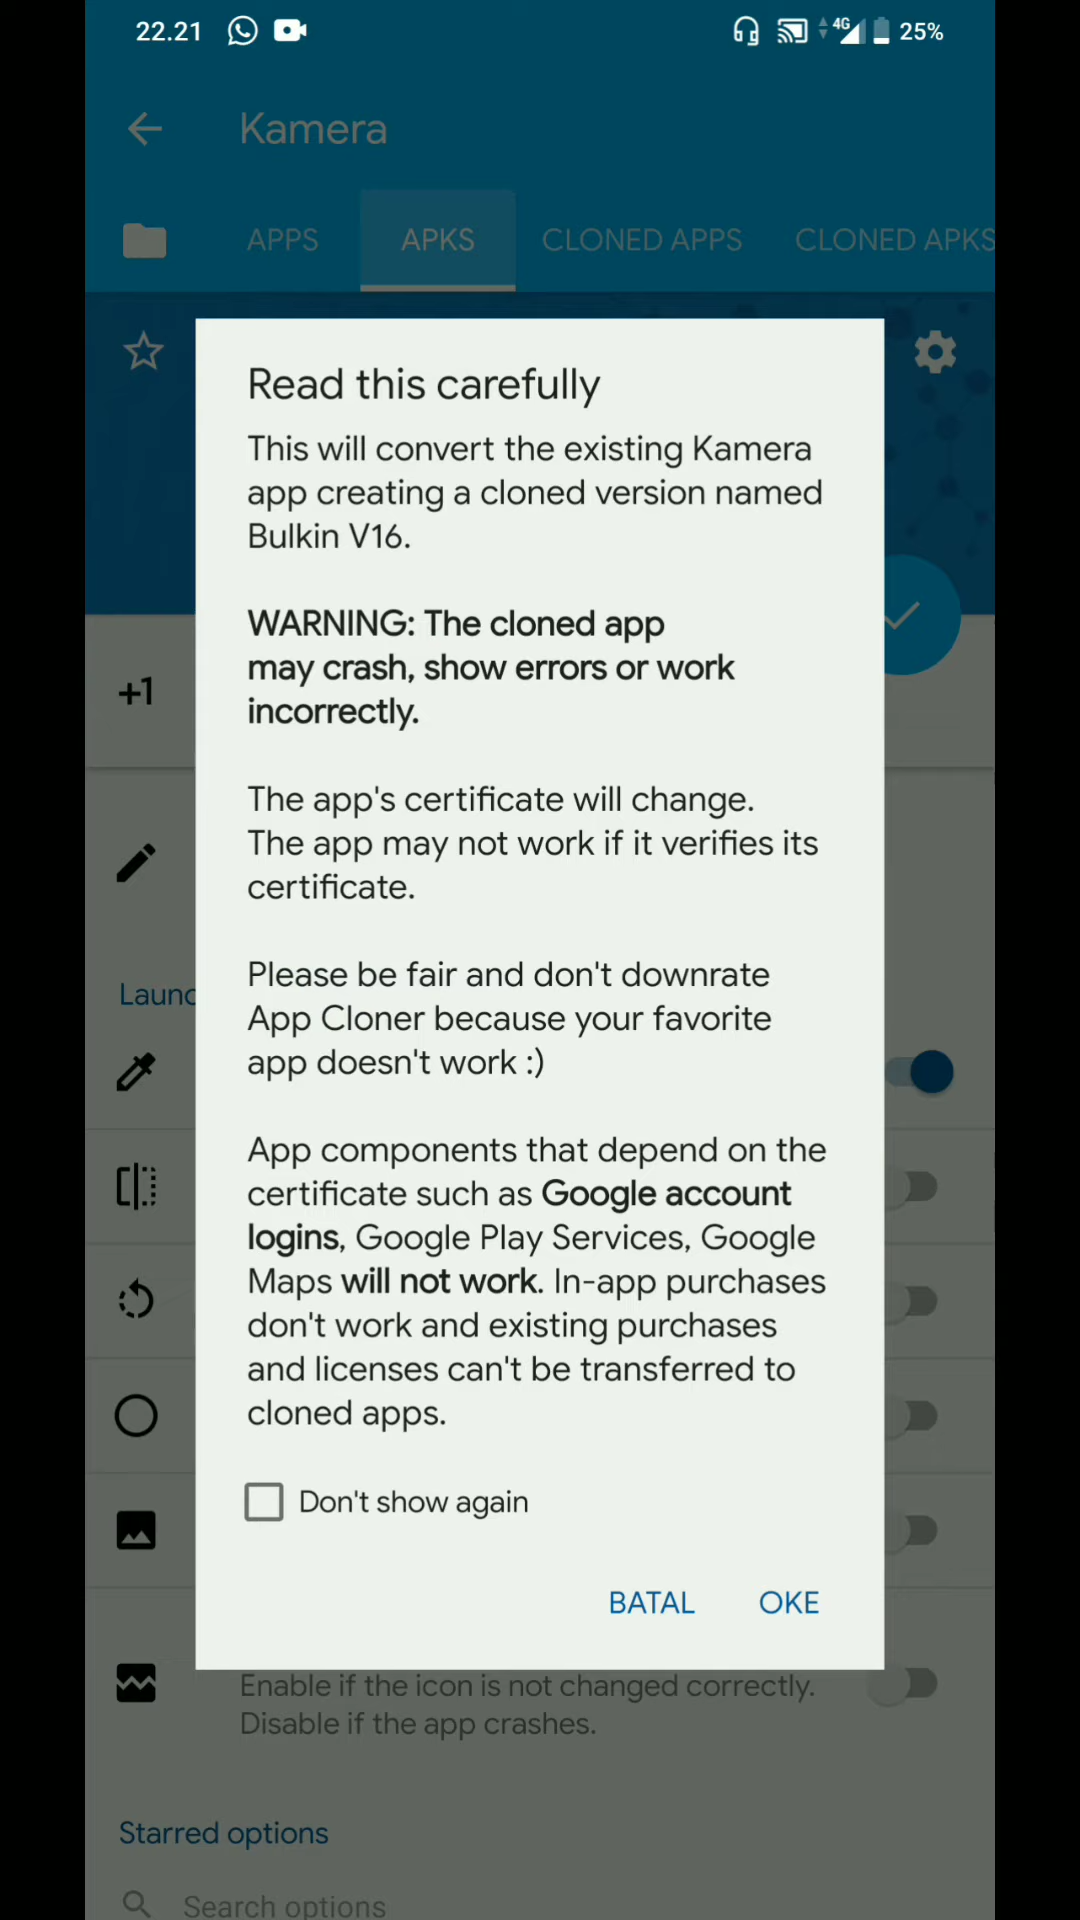 22.21
4G
25%
Kamera
APPS
APKS
CLONED APPS
CLONED APKS
Read this carefully
This will convert the existing Kamera
app creating a cloned version named
Bulkin V16.
WARNING: The cloned app
may crash, show errors or work
incorrectly.
+1
The app's certificate will change.
The app may not work if it verifies its
certificate.
Please be fair and don't downrate
App Cloner because your favorite
app doesn't work :)
Launc
App components that depend on the
certificate such as Google account
logins, Google Play Services, Google
Maps will not work. In-app purchases
don't work and existing purchases
and licenses can't be transferred to
cloned apps.
Don't show again
BATAL
OKE
Enable if the icon is not changed correctly.
Disable if the app crashes.
Starred options
Search options